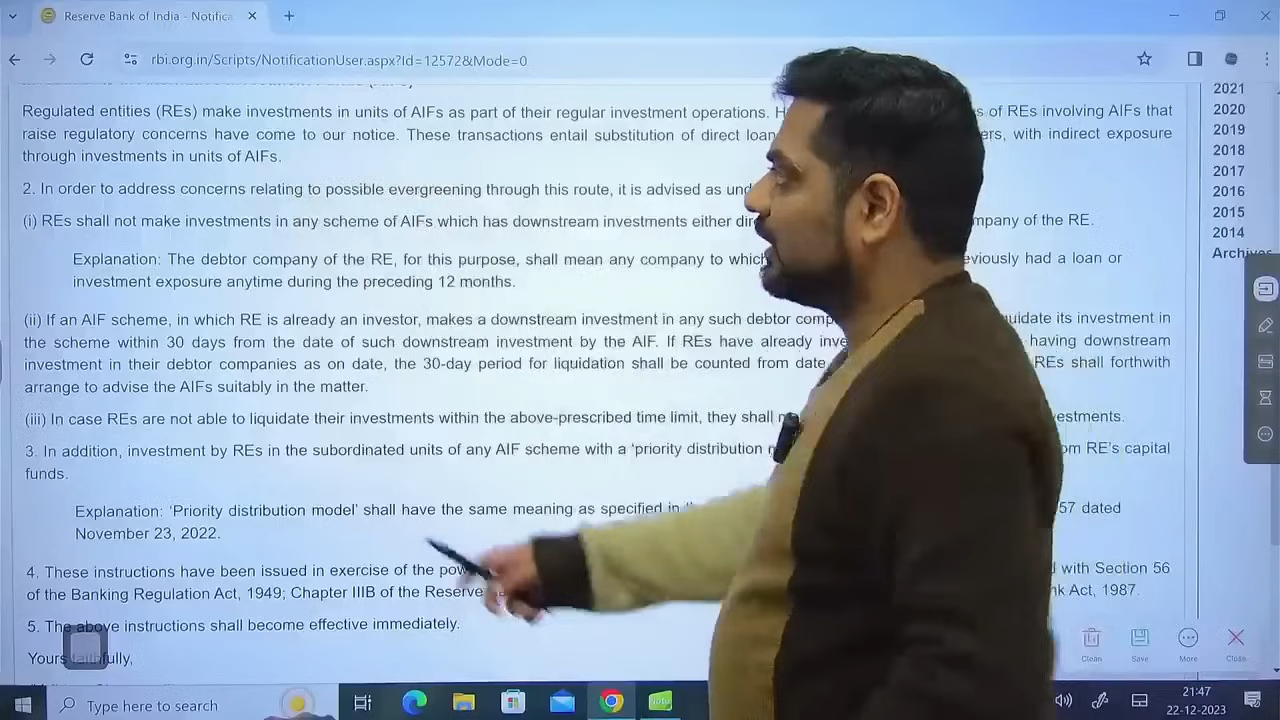 Reserve Bank of India - Notifica
/Scripts/NotificationUser.aspx?Id=12572&Mode=0
Regulated entities (REs) make investments in units of AIFs as part of their regular investment operations. s of REs involving AIFs that
raise regulatory concerns have come to our notice. These transactions entail substitution of direct loan with indirect exposure
through investments in units of AIFs.
2. In order to address concerns relating to possible evergreening through this route, it is advised as
(i) REs shall not make investments in any scheme of AIFs which has downstream investments either of the RE.
Explanation: The debtor company of the RE, for this purpose, shall mean any company to had a loan or
investment exposure anytime during the preceding 12 months.
(ii) If an AIF scheme, in which RE is already an investor, makes a downstream investment in any such debtor its investment in
the scheme within 30 days from the date of such downstream investment by the AIF. If REs have already having downstream
investment in their debtor companies as on date, the 30-day period for liquidation shall be counted from date REs shall forthwith
arrange to advise the AIFs suitably in the matter.
(iii) In case REs are not able to liquidate their investments within the above-prescribed time limit, they shall
3. In addition, investment by REs in the subordinated units of any AIF scheme with a ‘priority distribution RE’s capital
funds.
Explanation: ‘Priority distribution model’ shall have the same meaning as specified in 57 dated
November 23, 2022.
4. These instructions have been issued in exercise of the with Section 56
of the Banking Regulation Act, 1949; Chapter IIIB of the Reserve Act, 1987.
5. The above instructions shall become effective immediately.
Yours faithfully,
2021
2020
2019
2018
2017
2016
2015
2014
Archives
Clean Save More Close
Type here to search
21:47
22-12-2023